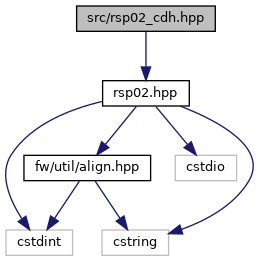 src/rsp02_cdh.hpp
rsp02.hpp
fw/util/align.hpp
cstdio
cstdint
cstring